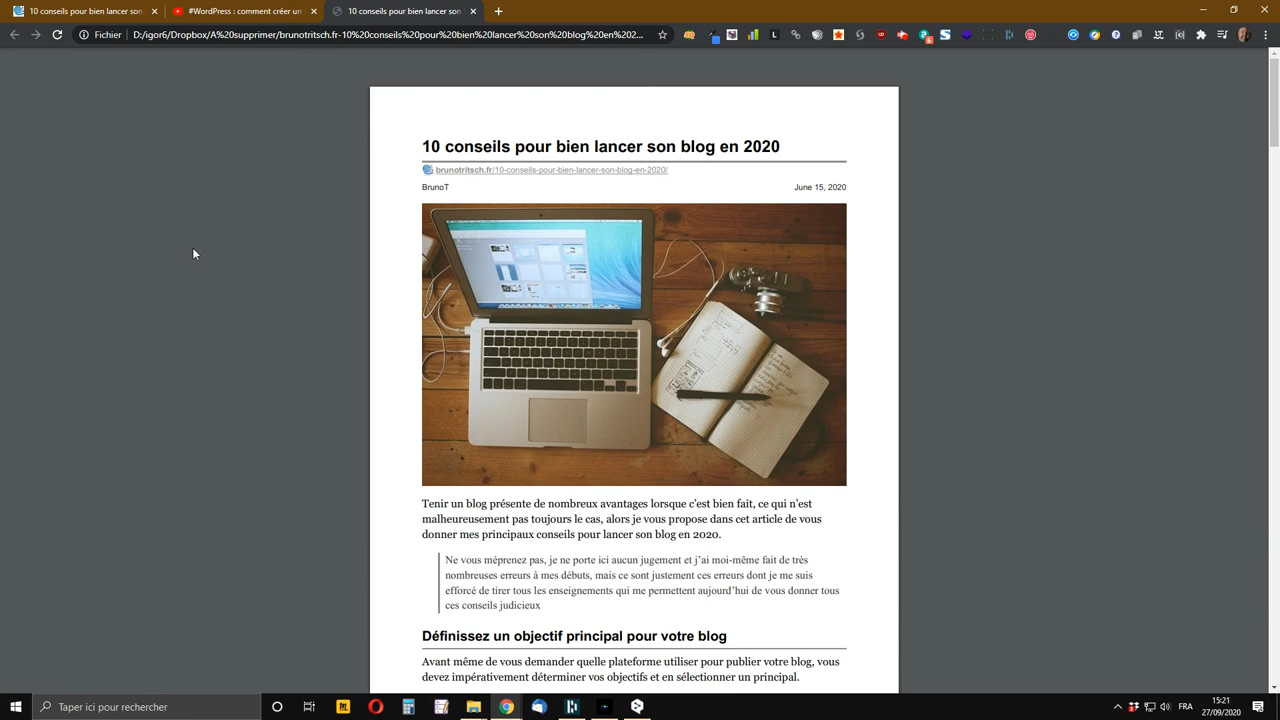 10 conseils pour bien lancer son
#WordPress : comment créer un
10 conseils pour bien lancer son
Fichier
D:/igor6/Dropbox/A%20supprimer/brunotritsch.fr-10%20conseils%20pour%20bien%20lancer%20son%20blog%20en%202...
10 conseils pour bien lancer son blog en 2020
brunotritsch.fr/10-conseils-pour-bien-lancer-son-blog-en-2020/
BrunoT
June 15, 2020
Tenir un blog présente de nombreux avantages lorsque c'est bien fait, ce qui n'est
malheureusement pas toujours le cas, alors je vous propose dans cet article de vous
donner mes principaux conseils pour lancer son blog en 2020.
Ne vous méprenez pas, je ne porte ici aucun jugement et j'ai moi-même fait de très
nombreuses erreurs à mes débuts, mais ce sont justement ces erreurs dont je me suis
efforcé de tirer tous les enseignements qui me permettent aujourd'hui de vous donner tous
ces conseils judicieux
Définissez un objectif principal pour votre blog
Avant même de vous demander quelle plateforme utiliser pour publier votre blog, vous
devez impérativement déterminer vos objectifs et en sélectionner un principal.
Taper ici pour rechercher
FRA
15:21
27/09/2020